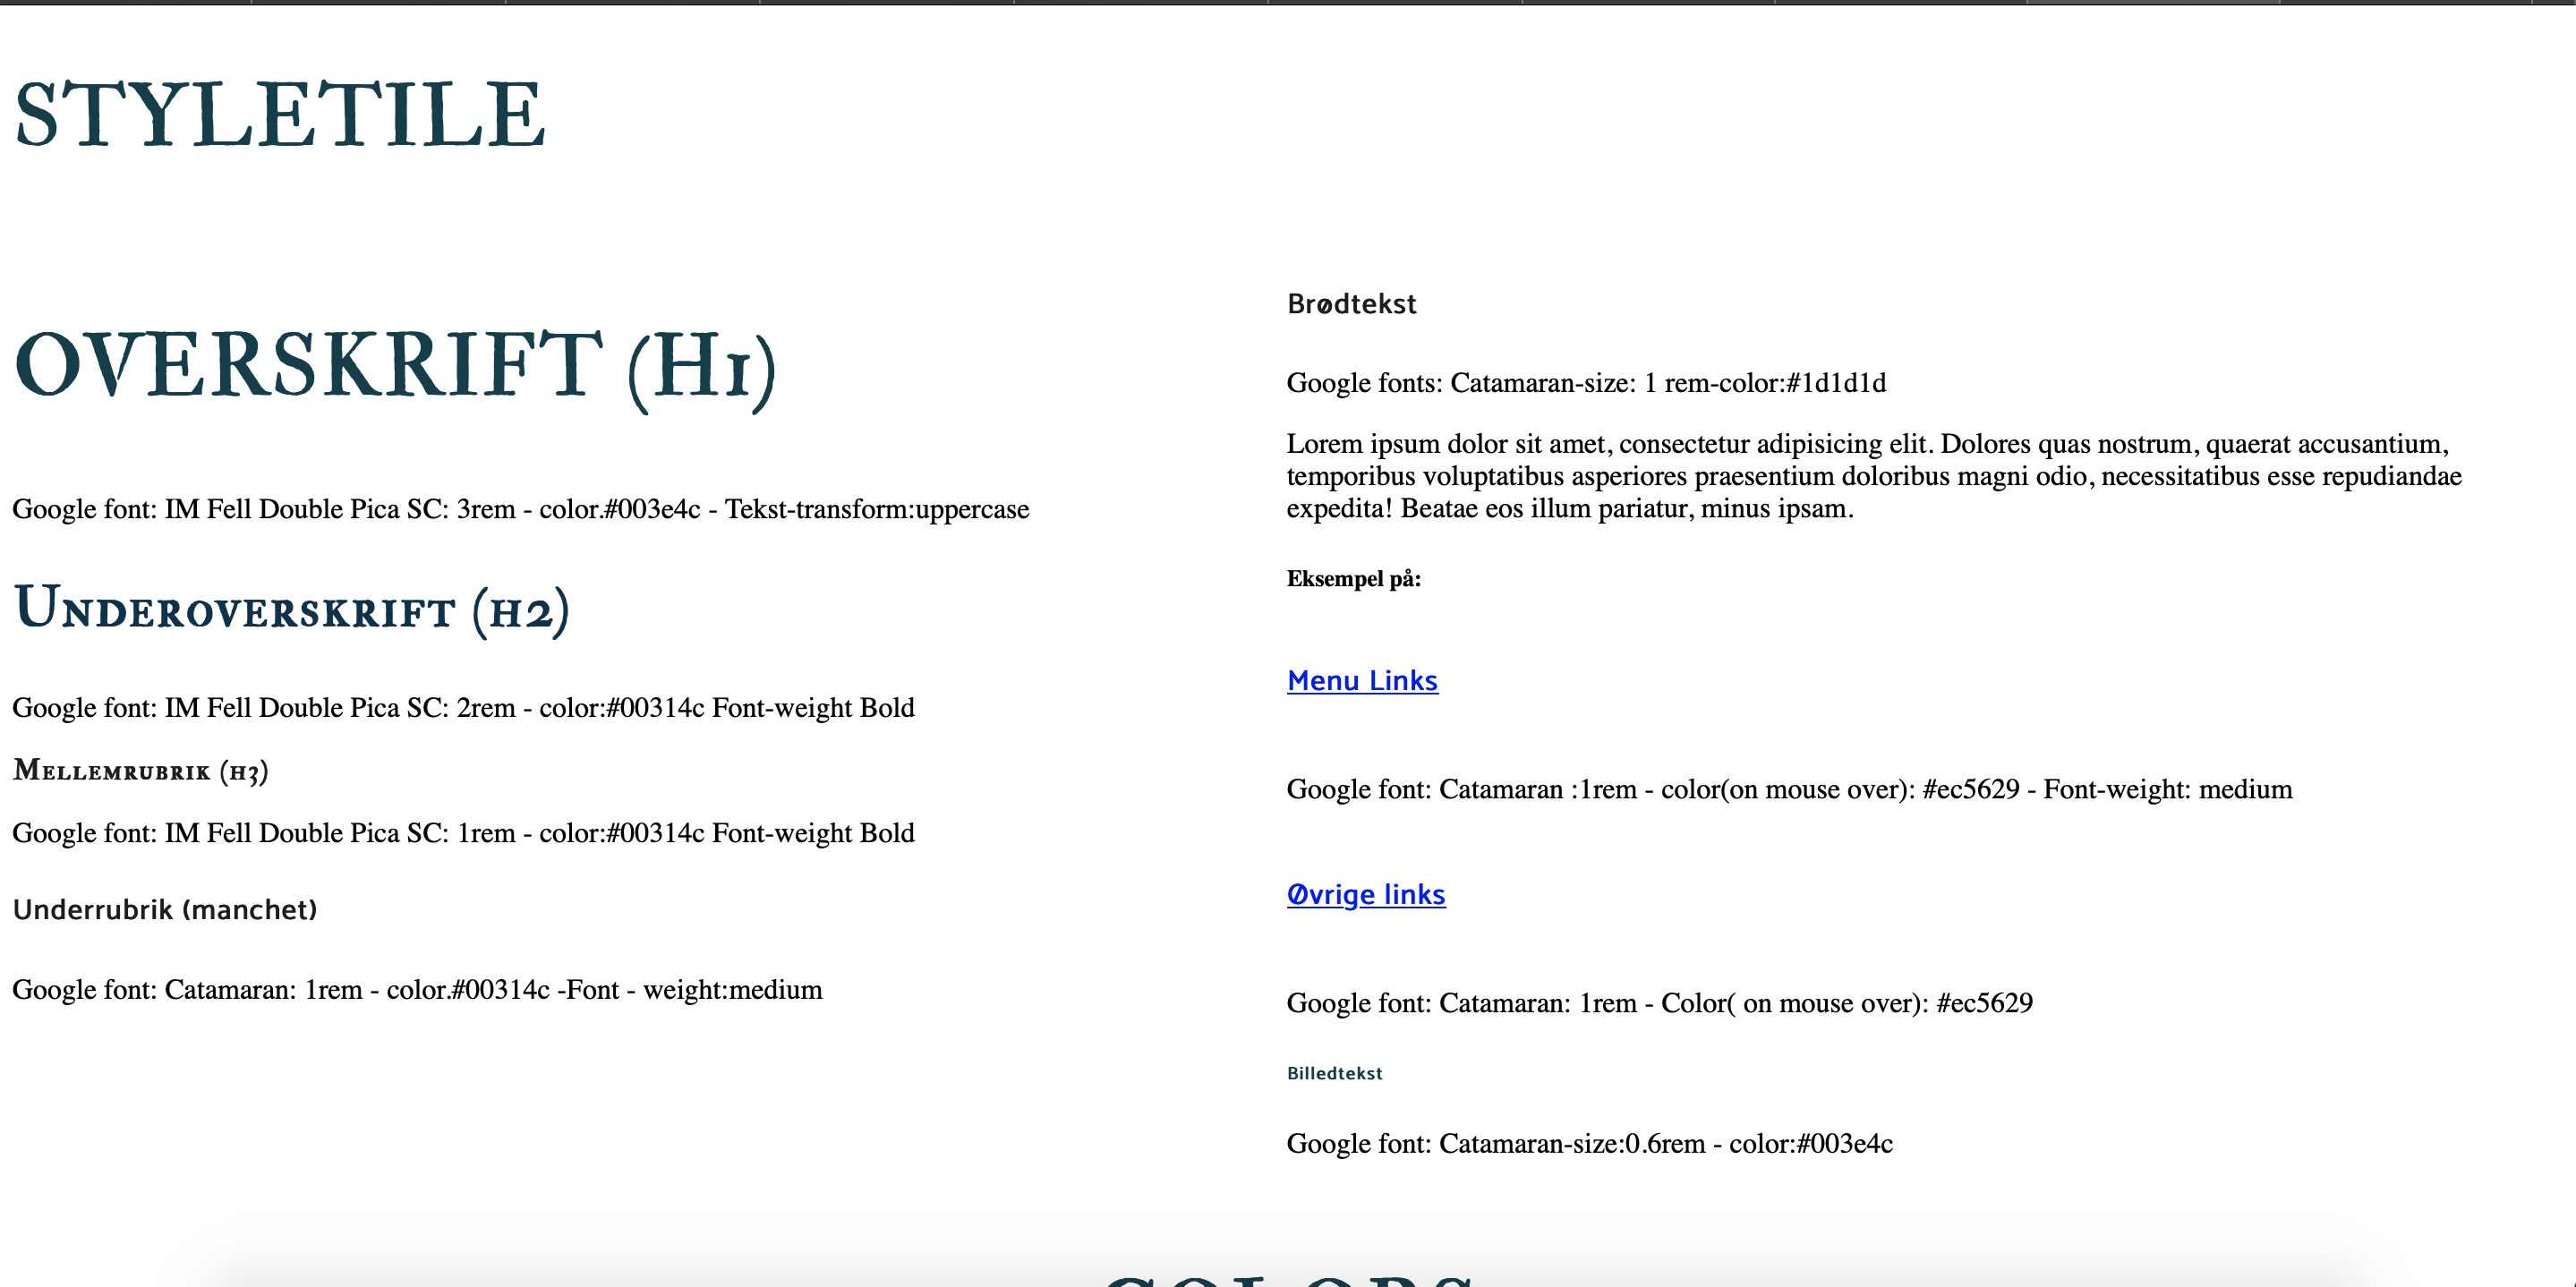 STYLETILE
OVERSKRIFT (H1)
Google font: IM Fell Double Pica SC: 3rem - color.#003e4c - Tekst-transform:uppercase
Underoverskrift (h2)
Google font: IM Fell Double Pica SC: 2rem - color:#00314c Font-weight Bold
Mellemrubrik (h3)
Google font: IM Fell Double Pica SC: 1rem - color:#00314c Font-weight Bold
Underrubrik (manchet)
Google font: Catamaran: 1rem - color.#00314c -Font - weight:medium
Brødtekst
Google fonts: Catamaran-size: 1 rem-color:#1d1d1d
Lorem ipsum dolor sit amet, consectetur adipisicing elit. Dolores quas nostrum, quaerat accusantium,
temporibus voluptatibus asperiores praesentium doloribus magni odio, necessitatibus esse repudiandae
expedita! Beatae eos illum pariatur, minus ipsam.
Eksempel på:
Menu Links
Google font: Catamaran :1rem - color(on mouse over): #ec5629 - Font-weight: medium
Øvrige links
Google font: Catamaran: 1rem - Color( on mouse over): #ec5629
Billedtekst
Google font: Catamaran-size:0.6rem - color:#003e4c
COLORS